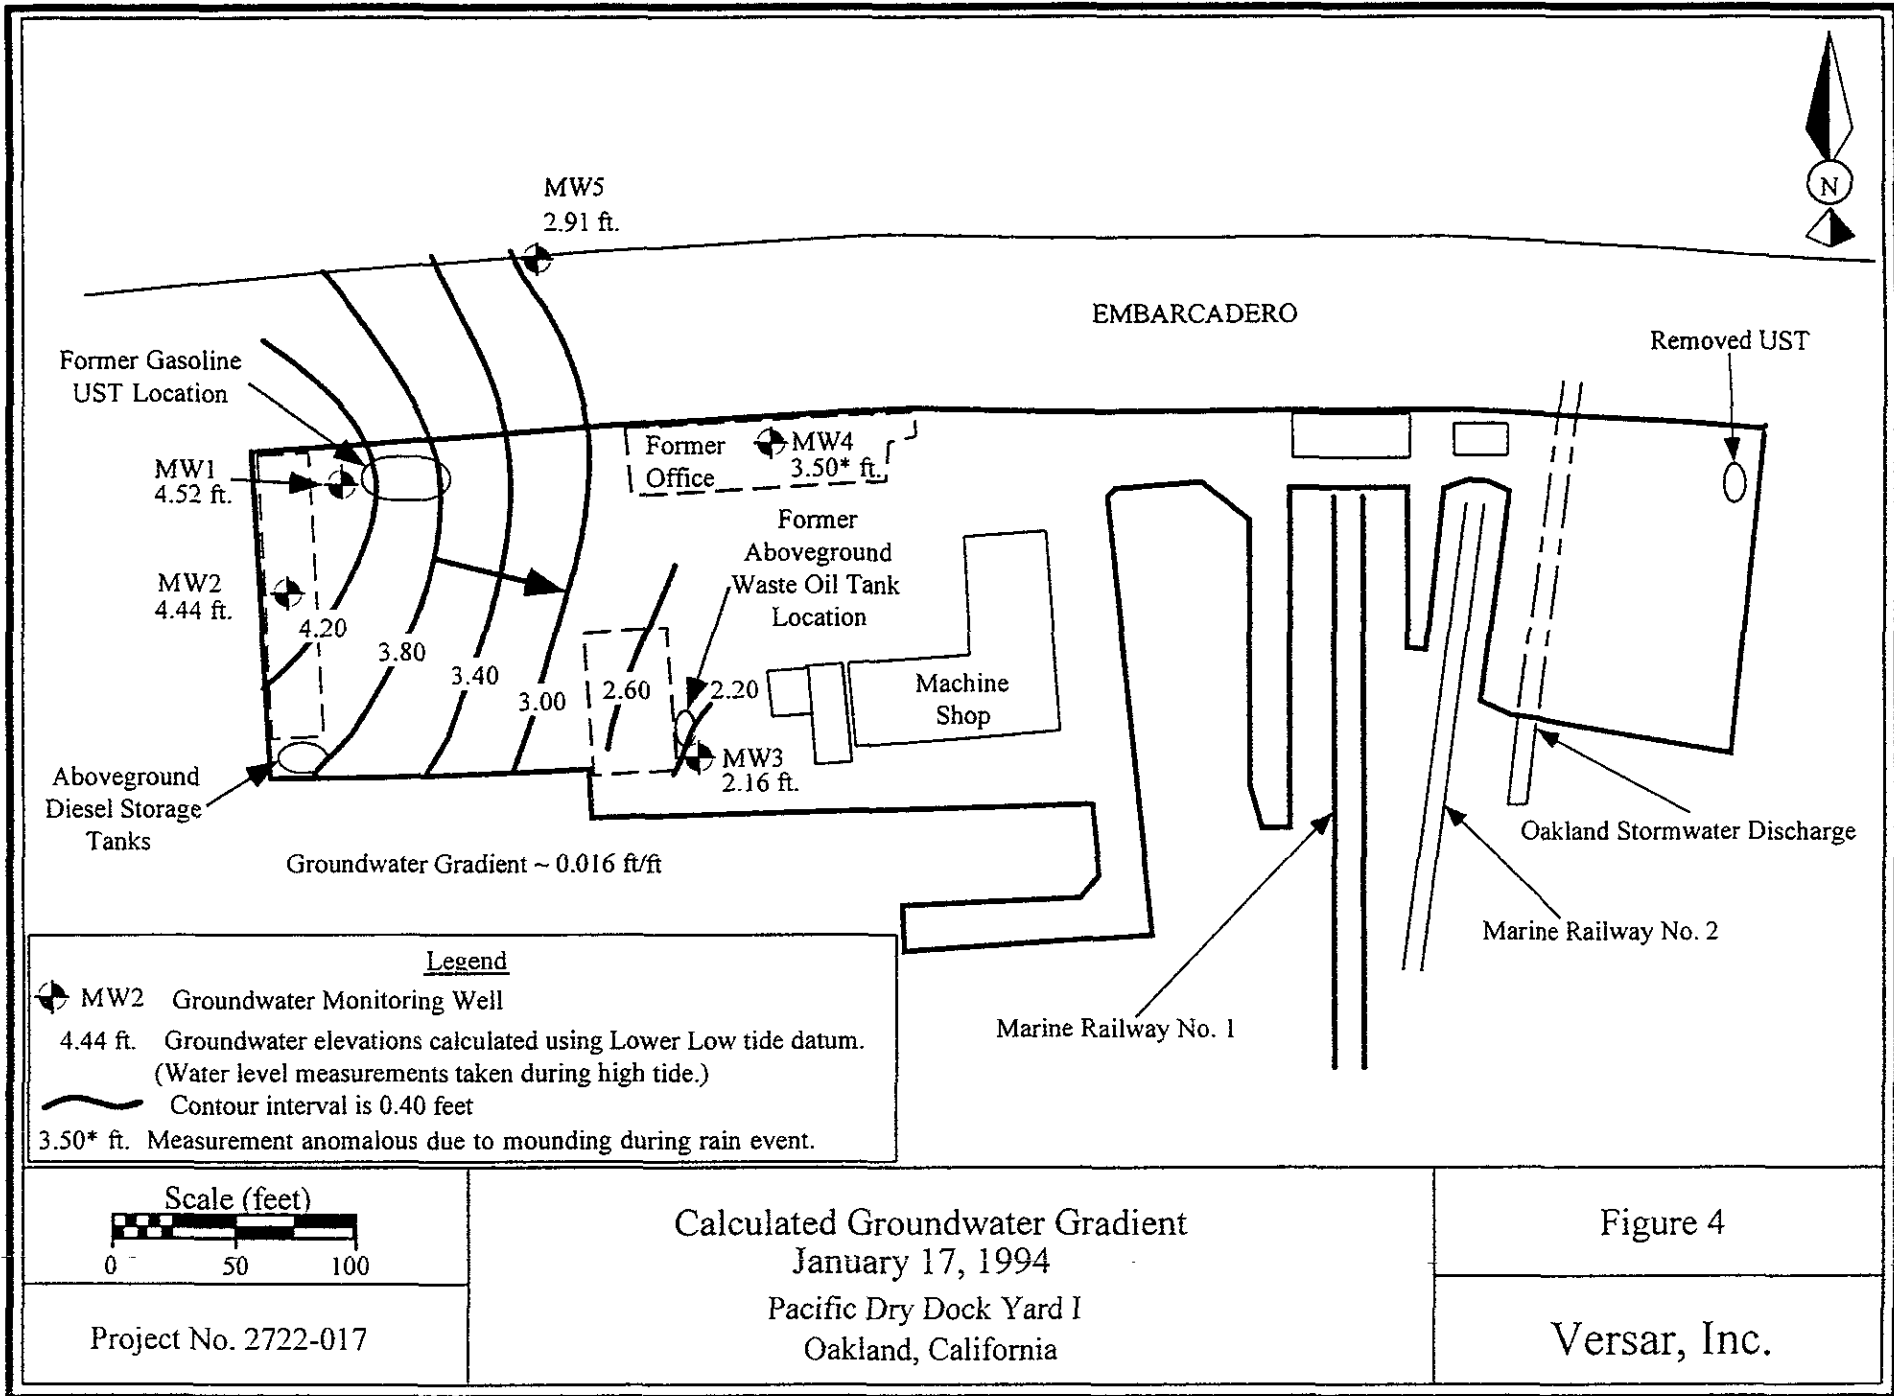 MW5
2.91 ft.
N
EMBARCADERO
Removed UST
Former Gasoline
UST Location
MW1
4.52 ft.
Former
Office
MW4
3.50* ft.
Former
Aboveground
Waste Oil Tank
Location
MW2
4.44 ft.
4.20
3.80
3.40
3.00
2.60
2.20
Machine
Shop
MW3
2.16 ft.
Aboveground
Diesel Storage
Tanks
Oakland Stormwater Discharge
Groundwater Gradient ~ 0.016 ft/ft
Marine Railway No. 2
Marine Railway No. 1
Legend
MW2 Groundwater Monitoring Well
4.44 ft. Groundwater elevations calculated using Lower Low tide datum.
(Water level measurements taken during high tide.)
Contour interval is 0.40 feet
3.50* ft. Measurement anomalous due to mounding during rain event.
Scale (feet)
0 50 100
Project No. 2722-017
Calculated Groundwater Gradient
January 17, 1994
Pacific Dry Dock Yard I
Oakland, California
Figure 4
Versar, Inc.